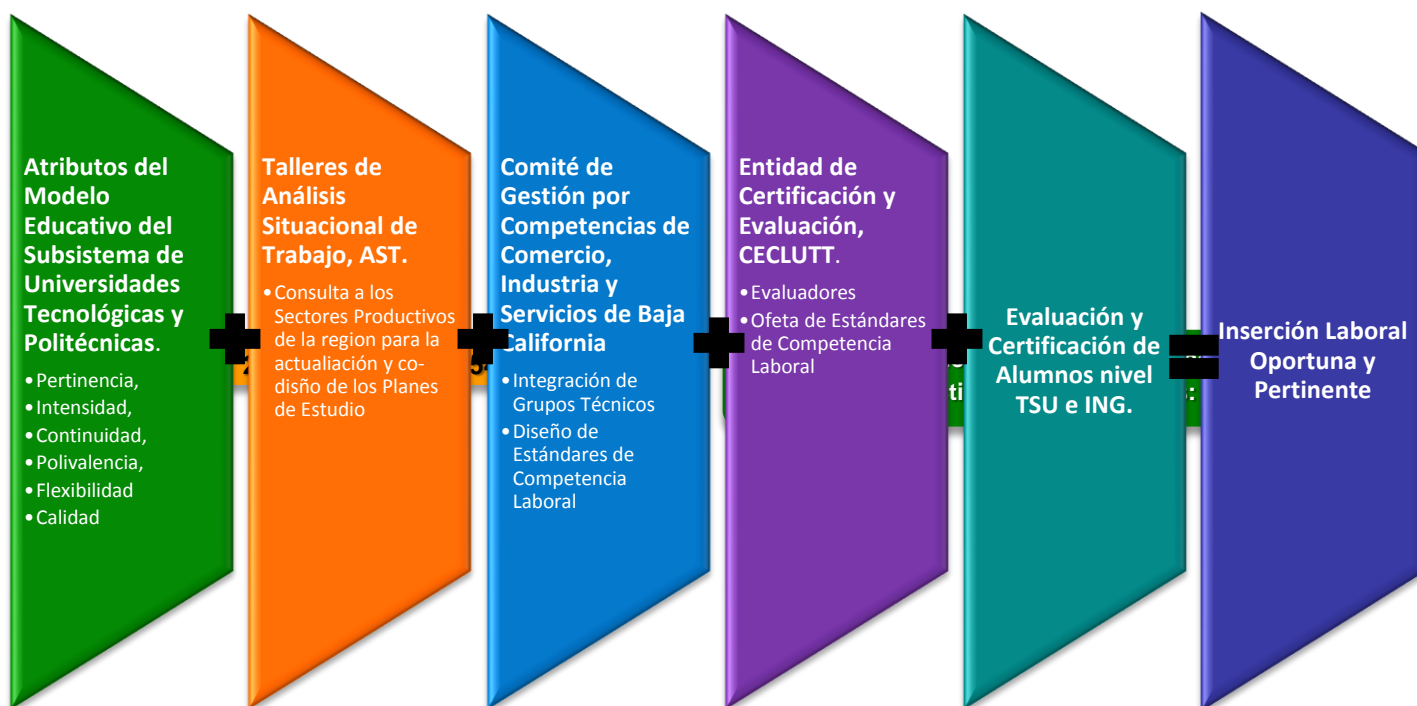 Atributos del
Modelo
Educativo del
Subsistema de
Universidades
Tecnológicas y
Politécnicas.
•Pertinencia,
•Intensidad,
•Continuidad,
•Polivalencia,
•Flexibilidad
•Calidad
Talleres de
Análisis
Situacional de
Trabajo, AST.
•Consulta a los
Sectores Productivos
de la region para la
actualiación y co-
disño de los Planes
de Estudio
Comité de
Gestión por
Competencias de
Comercio,
Industria y
Servicios de Baja
California
•Integración de
Grupos Técnicos
•Diseño de
Estándares de
Competencia
Laboral
Entidad de
Certificación y
Evaluación,
CECLUTT.
•Evaluadores
•Ofeta de Estándares
de Competencia
Laboral
Evaluación y
Certificación de
Alumnos nivel
TSU e ING.
Inserción Laboral
Oportuna y
Pertinente